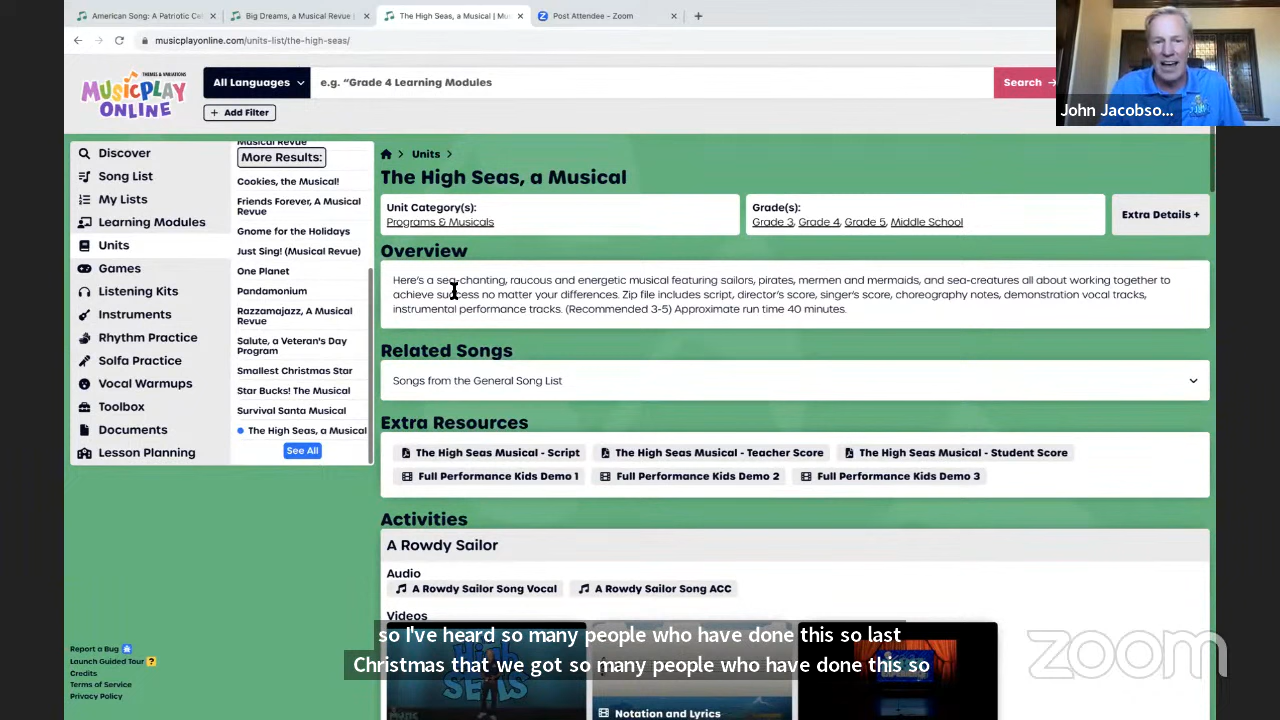 American Song: A Patriotic Cel
Big Dreams, a Musical Revue
The High Seas, a Musical | Mu
Post Attendee - Zoom
musicplayonline.com/units-list/the-high-seas/
THEMES & VARIATIONS
MUSICPLAY
ONLINE
All Languages
e.g. “Grade 4 Learning Modules
Search →
+ Add Filter
John Jacobso...
Discover
Song List
My Lists
Learning Modules
Units
Games
Listening Kits
Instruments
Rhythm Practice
Solfa Practice
Vocal Warmups
Toolbox
Documents
Lesson Planning
Musical Revue
More Results:
Cookies, the Musical!
Friends Forever, A Musical
Revue
Gnome for the Holidays
Just Sing! (Musical Revue)
One Planet
Pandamonium
Razzamajazz, A Musical
Revue
Salute, a Veteran's Day
Program
Smallest Christmas Star
Star Bucks! The Musical
Survival Santa Musical
The High Seas, a Musical
See All
Units
The High Seas, a Musical
Unit Category(s):
Programs & Musicals
Grade(s):
Grade 3, Grade 4, Grade 5, Middle School
Extra Details +
Overview
Here's a sea-chanting, raucous and energetic musical featuring sailors, pirates, mermen and mermaids, and sea-creatures all about working together to
achieve success no matter your differences. Zip file includes script, director's score, singer's score, choreography notes, demonstration vocal tracks,
instrumental performance tracks. (Recommended 3-5) Approximate run time 40 minutes.
Related Songs
Songs from the General Song List
Extra Resources
The High Seas Musical - Script
The High Seas Musical - Teacher Score
The High Seas Musical - Student Score
Full Performance Kids Demo 1
Full Performance Kids Demo 2
Full Performance Kids Demo 3
Activities
A Rowdy Sailor
Audio
A Rowdy Sailor Song Vocal
A Rowdy Sailor Song ACC
Videos
HIGH
SEAS
Notation and Lyrics
so I've heard so many people who have done this so last
Christmas that we got so many people who have done this so
zoom
Report a Bug
Launch Guided Tour ?
Credits
Terms of Service
Privacy Policy